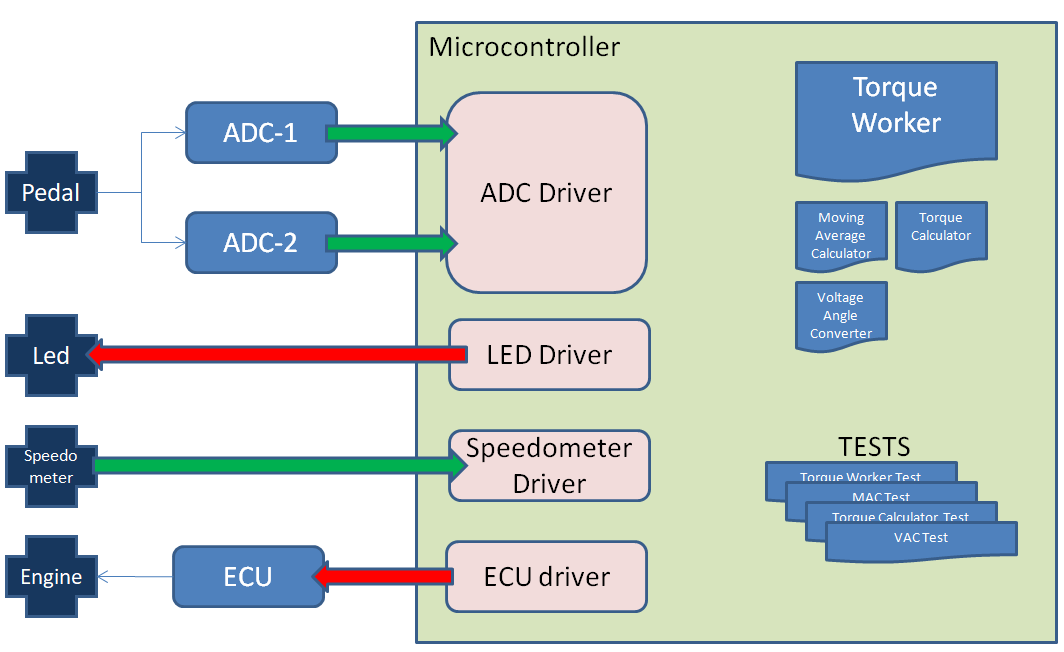 Microcontroller
Torque
Worker
ADC-1
Pedal
ADC Driver
ADC-2
Moving
Average
Calculator
Torque
Calculator
Voltage
Angle
Converter
Led
LED Driver
Speedo
meter
Speedometer
Driver
TESTS
Torque Worker Test
MAC Test
Torque Calculator Test
VAC Test
Engine
ECU
ECU driver